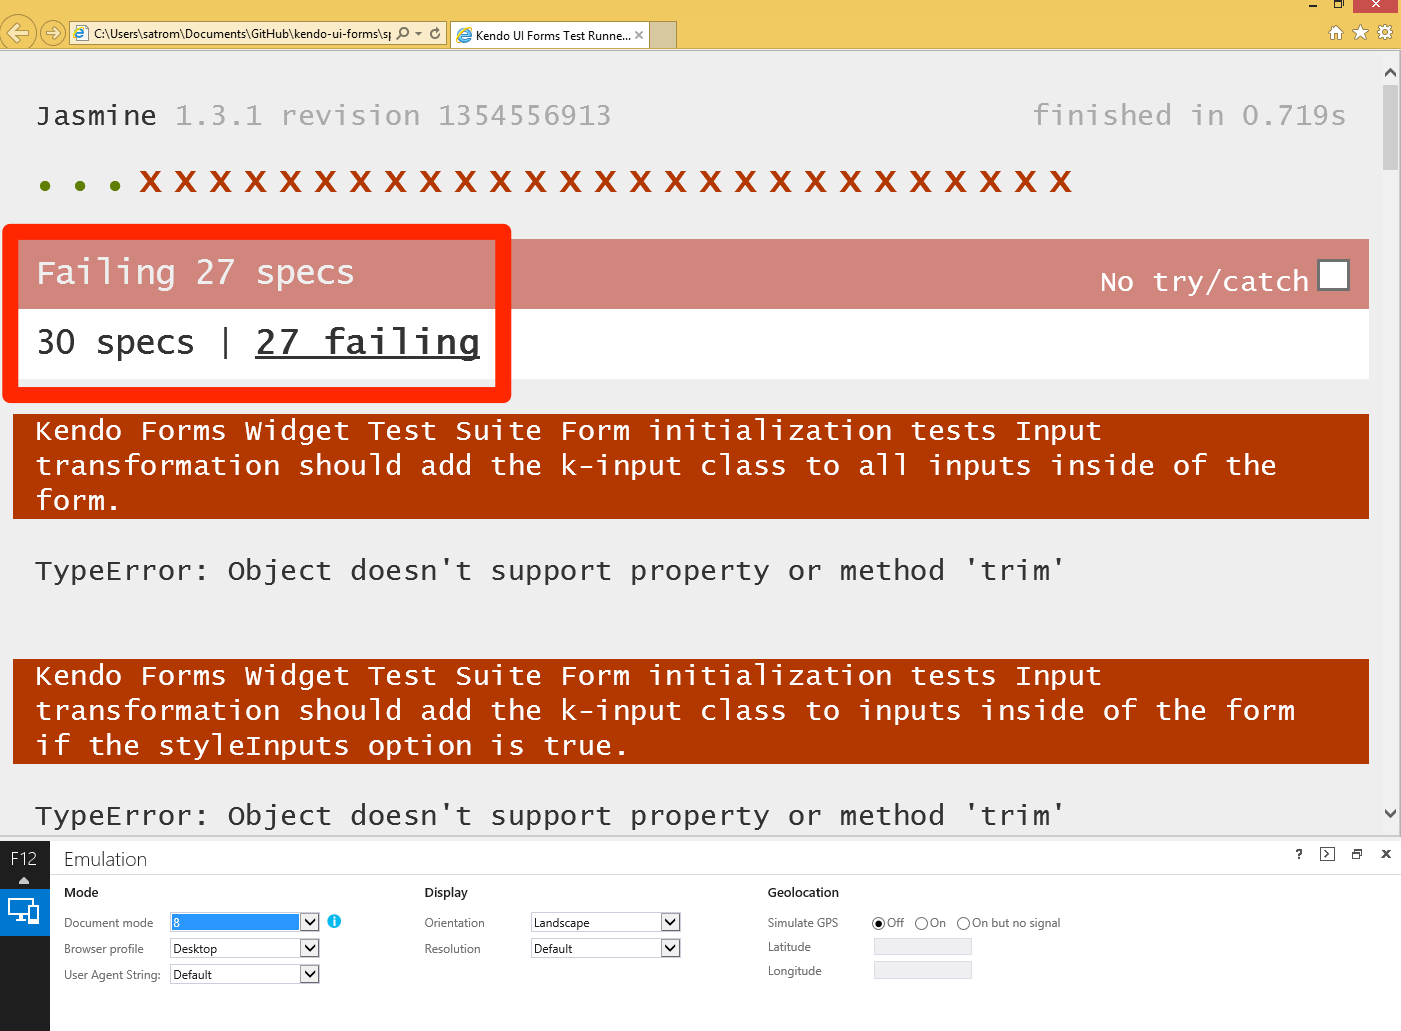 C:\Users\satrom\Documents\GitHub\kendo-ui-forms\sp
Kendo UI Forms Test Runne...
Jasmine 1.3.1 revision 1354556913
finished in 0.719s
• • • X X X X X X X X X X X X X X X X X X X X X X X X X X X
Failing 27 specs
No try/catch
30 specs | 27 failing
Kendo Forms Widget Test Suite Form initialization tests Input
transformation should add the k-input class to all inputs inside of the
form.
TypeError: Object doesn't support property or method 'trim'
Kendo Forms Widget Test Suite Form initialization tests Input
transformation should add the k-input class to inputs inside of the form
if the styleInputs option is true.
TypeError: Object doesn't support property or method 'trim'
F12
Emulation
Mode
Document mode 8
Browser profile Desktop
User Agent String: Default
Display
Orientation Landscape
Resolution Default
Geolocation
Simulate GPS Off On On but no signal
Latitude
Longitude